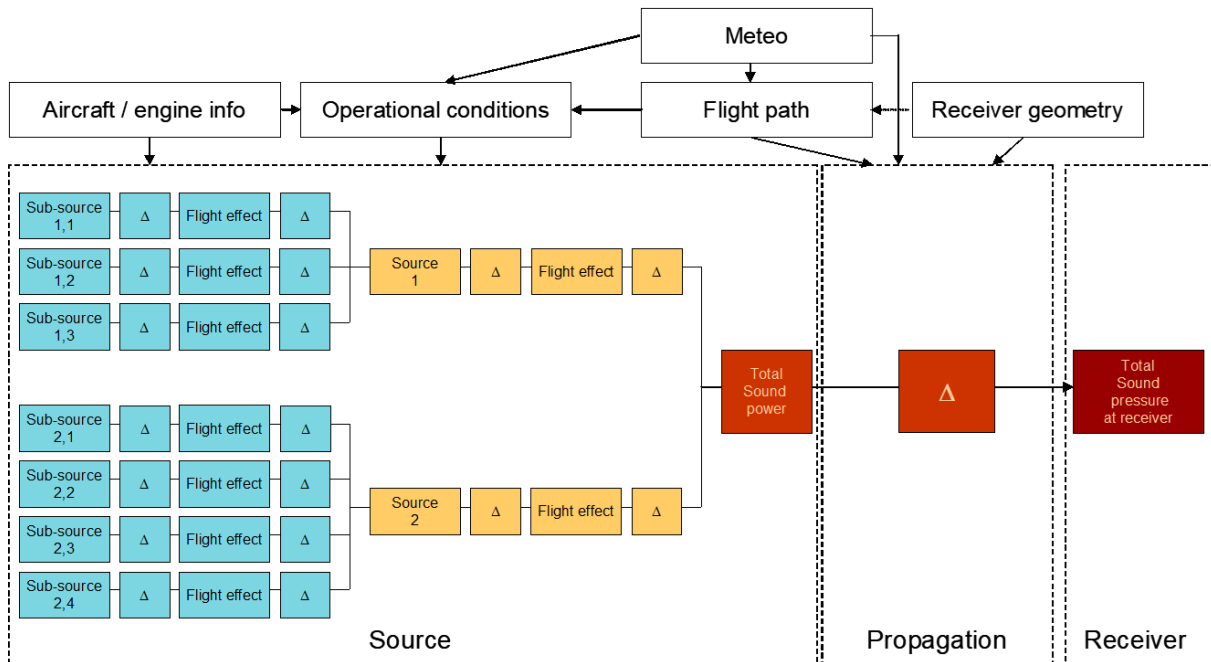 Meteo
Aircraft / engine info
Operational conditions
Flight path
Receiver geometry
Sub-source
1,1
Δ
Flight effect
Δ
Sub-source
1,2
Δ
Flight effect
Δ
Sub-source
1,3
Δ
Flight effect
Δ
Source
1
Δ
Flight effect
Δ
Sub-source
2,1
Δ
Flight effect
Δ
Sub-source
2,2
Δ
Flight effect
Δ
Sub-source
2,3
Δ
Flight effect
Δ
Sub-source
2,4
Δ
Flight effect
Δ
Source
2
Δ
Flight effect
Δ
Total
Sound
power
Δ
Total
Sound
pressure
at receiver
Source
Propagation
Receiver